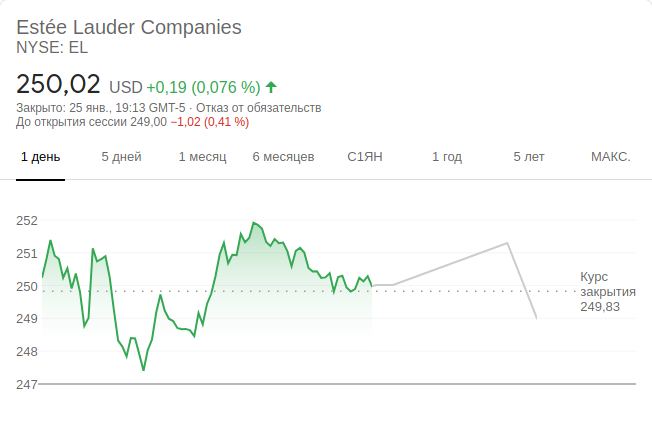 Estée Lauder Companies
NYSE: EL
250,02 USD +0,19 (0,076 %)
Закрыто: 25 янв., 19:13 GMT-5 · Отказ от обязательств
До открытия сессии 249,00 −1,02 (0,41 %)
1 день 5 дней 1 месяц 6 месяцев С1ЯН 1 год 5 лет МАКС.
252
251
250
249
248
247
Курс
закрытия
249,83